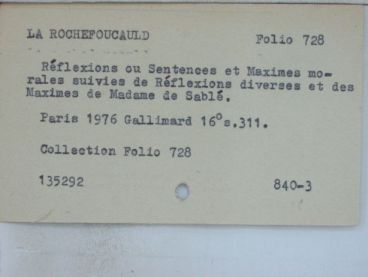 LA ROCHEFOUCAULD Folio 728
Réflexions ou Sentences et Maximes mo-
rales suivies de Réflexions diverses et des
Maximes de Madame de Sablé.
Paris 1976 Gallimard 16°s.311.
Collection Folio 728
135292 840-3